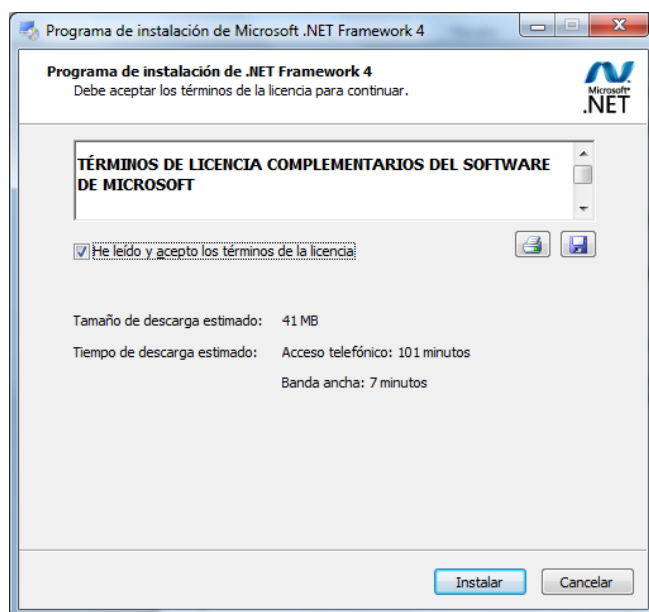 Programa de instalación de Microsoft .NET Framework 4
Programa de instalación de .NET Framework 4
Debe aceptar los términos de la licencia para continuar.
Microsoft
.NET
TÉRMINOS DE LICENCIA COMPLEMENTARIOS DEL SOFTWARE
DE MICROSOFT
He leído y acepto los términos de la licencia
Tamaño de descarga estimado: 41 MB
Tiempo de descarga estimado: Acceso telefónico: 101 minutos
Banda ancha: 7 minutos
Instalar Cancelar